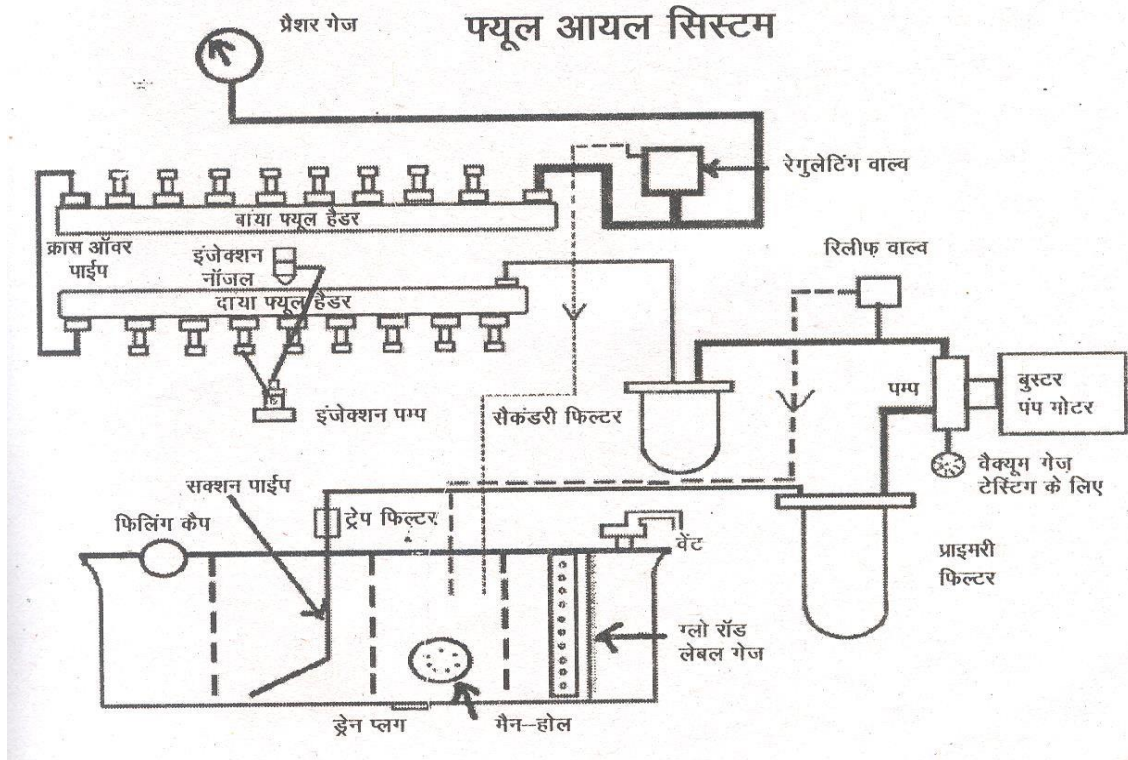 फ्यूल आयल सिस्टम
प्रैशर गेज
रेगुलेटिंग वाल्व
बांया फ्यूल हैडर
क्रास ऑवर
पाईप
इंजेक्शन
नॉजल
रिलीफ़ वाल्व
दाया फ्यूल हैडर
पम्प
बुस्टर
पंप मोटर
इंजेक्शन पम्प
सैकंडरी फिल्टर
वैक्यूम गेज़
टेस्टिंग के लिए
सक्शन पाईप
ट्रेप फिल्टर
फिलिंग कैप
वेंट
प्राइमरी
फिल्टर
ग्लो रॉड
लेबल गेज
ड्रेन प्लग
मैन-होल